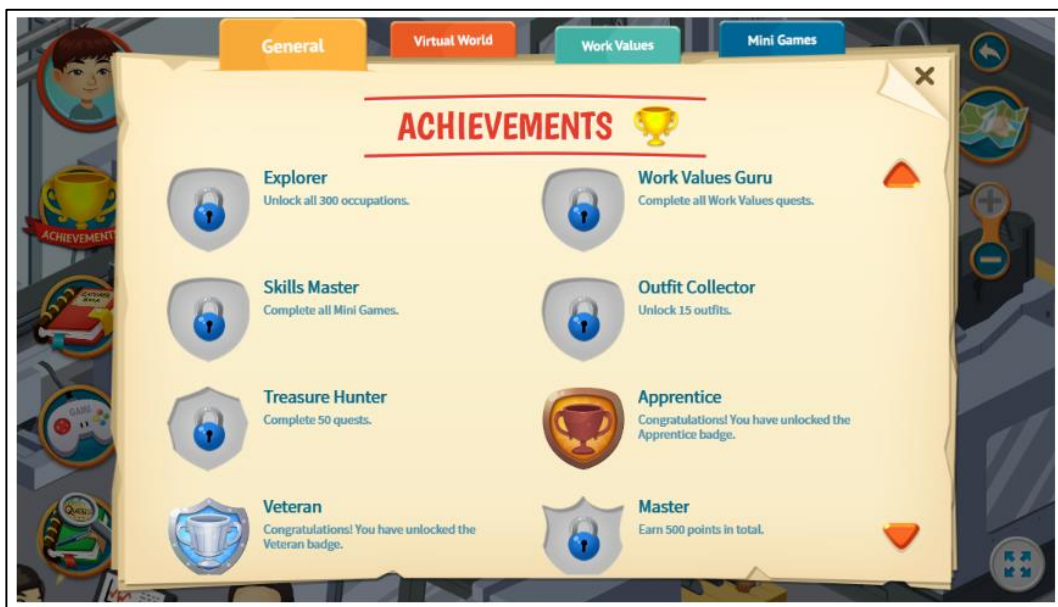 General
Virtual World
Work Values
Mini Games
ACHIEVEMENTS
Explorer
Unlock all 300 occupations.
Work Values Guru
Complete all Work Values quests.
Skills Master
Complete all Mini Games.
Outfit Collector
Unlock 15 outfits.
Treasure Hunter
Complete 50 quests.
Apprentice
Congratulations! You have unlocked the
Apprentice badge.
Veteran
Congratulations! You have unlocked the
Veteran badge.
Master
Earn 500 points in total.
ACHIEVEMENT